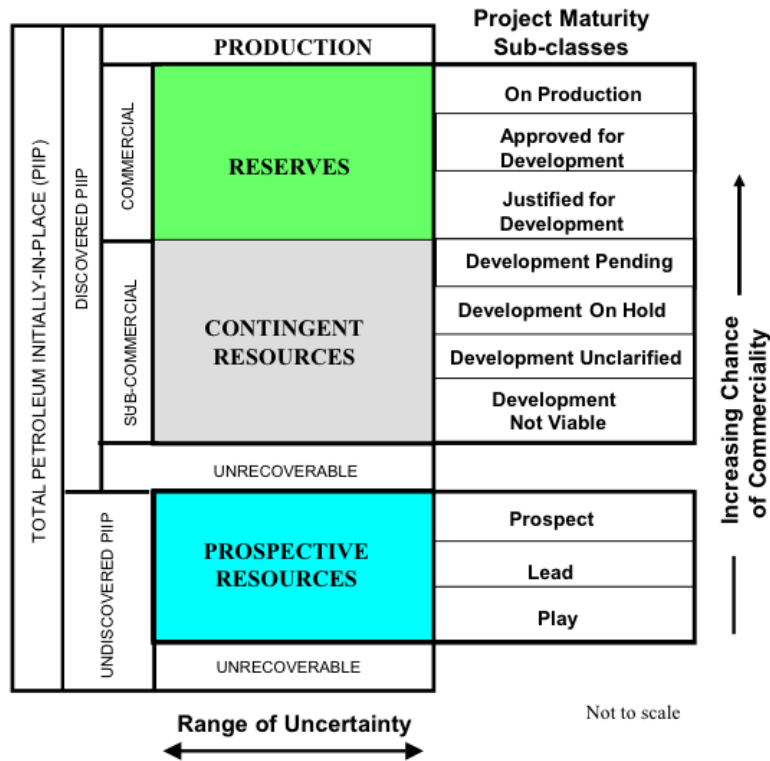 Project Maturity
Sub-classes
PRODUCTION
TOTAL PETROLEUM INITIALLY-IN-PLACE (PIIP)
DISCOVERED PIIP
COMMERCIAL
RESERVES
On Production
Approved for
Development
Justified for
Development
SUB-COMMERCIAL
CONTINGENT
RESOURCES
Development Pending
Development On Hold
Development Unclarified
Development
Not Viable
UNRECOVERABLE
UNDISCOVERED PIIP
PROSPECTIVE
RESOURCES
Prospect
Lead
Play
UNRECOVERABLE
Increasing Chance
of Commerciality
Range of Uncertainty
Not to scale